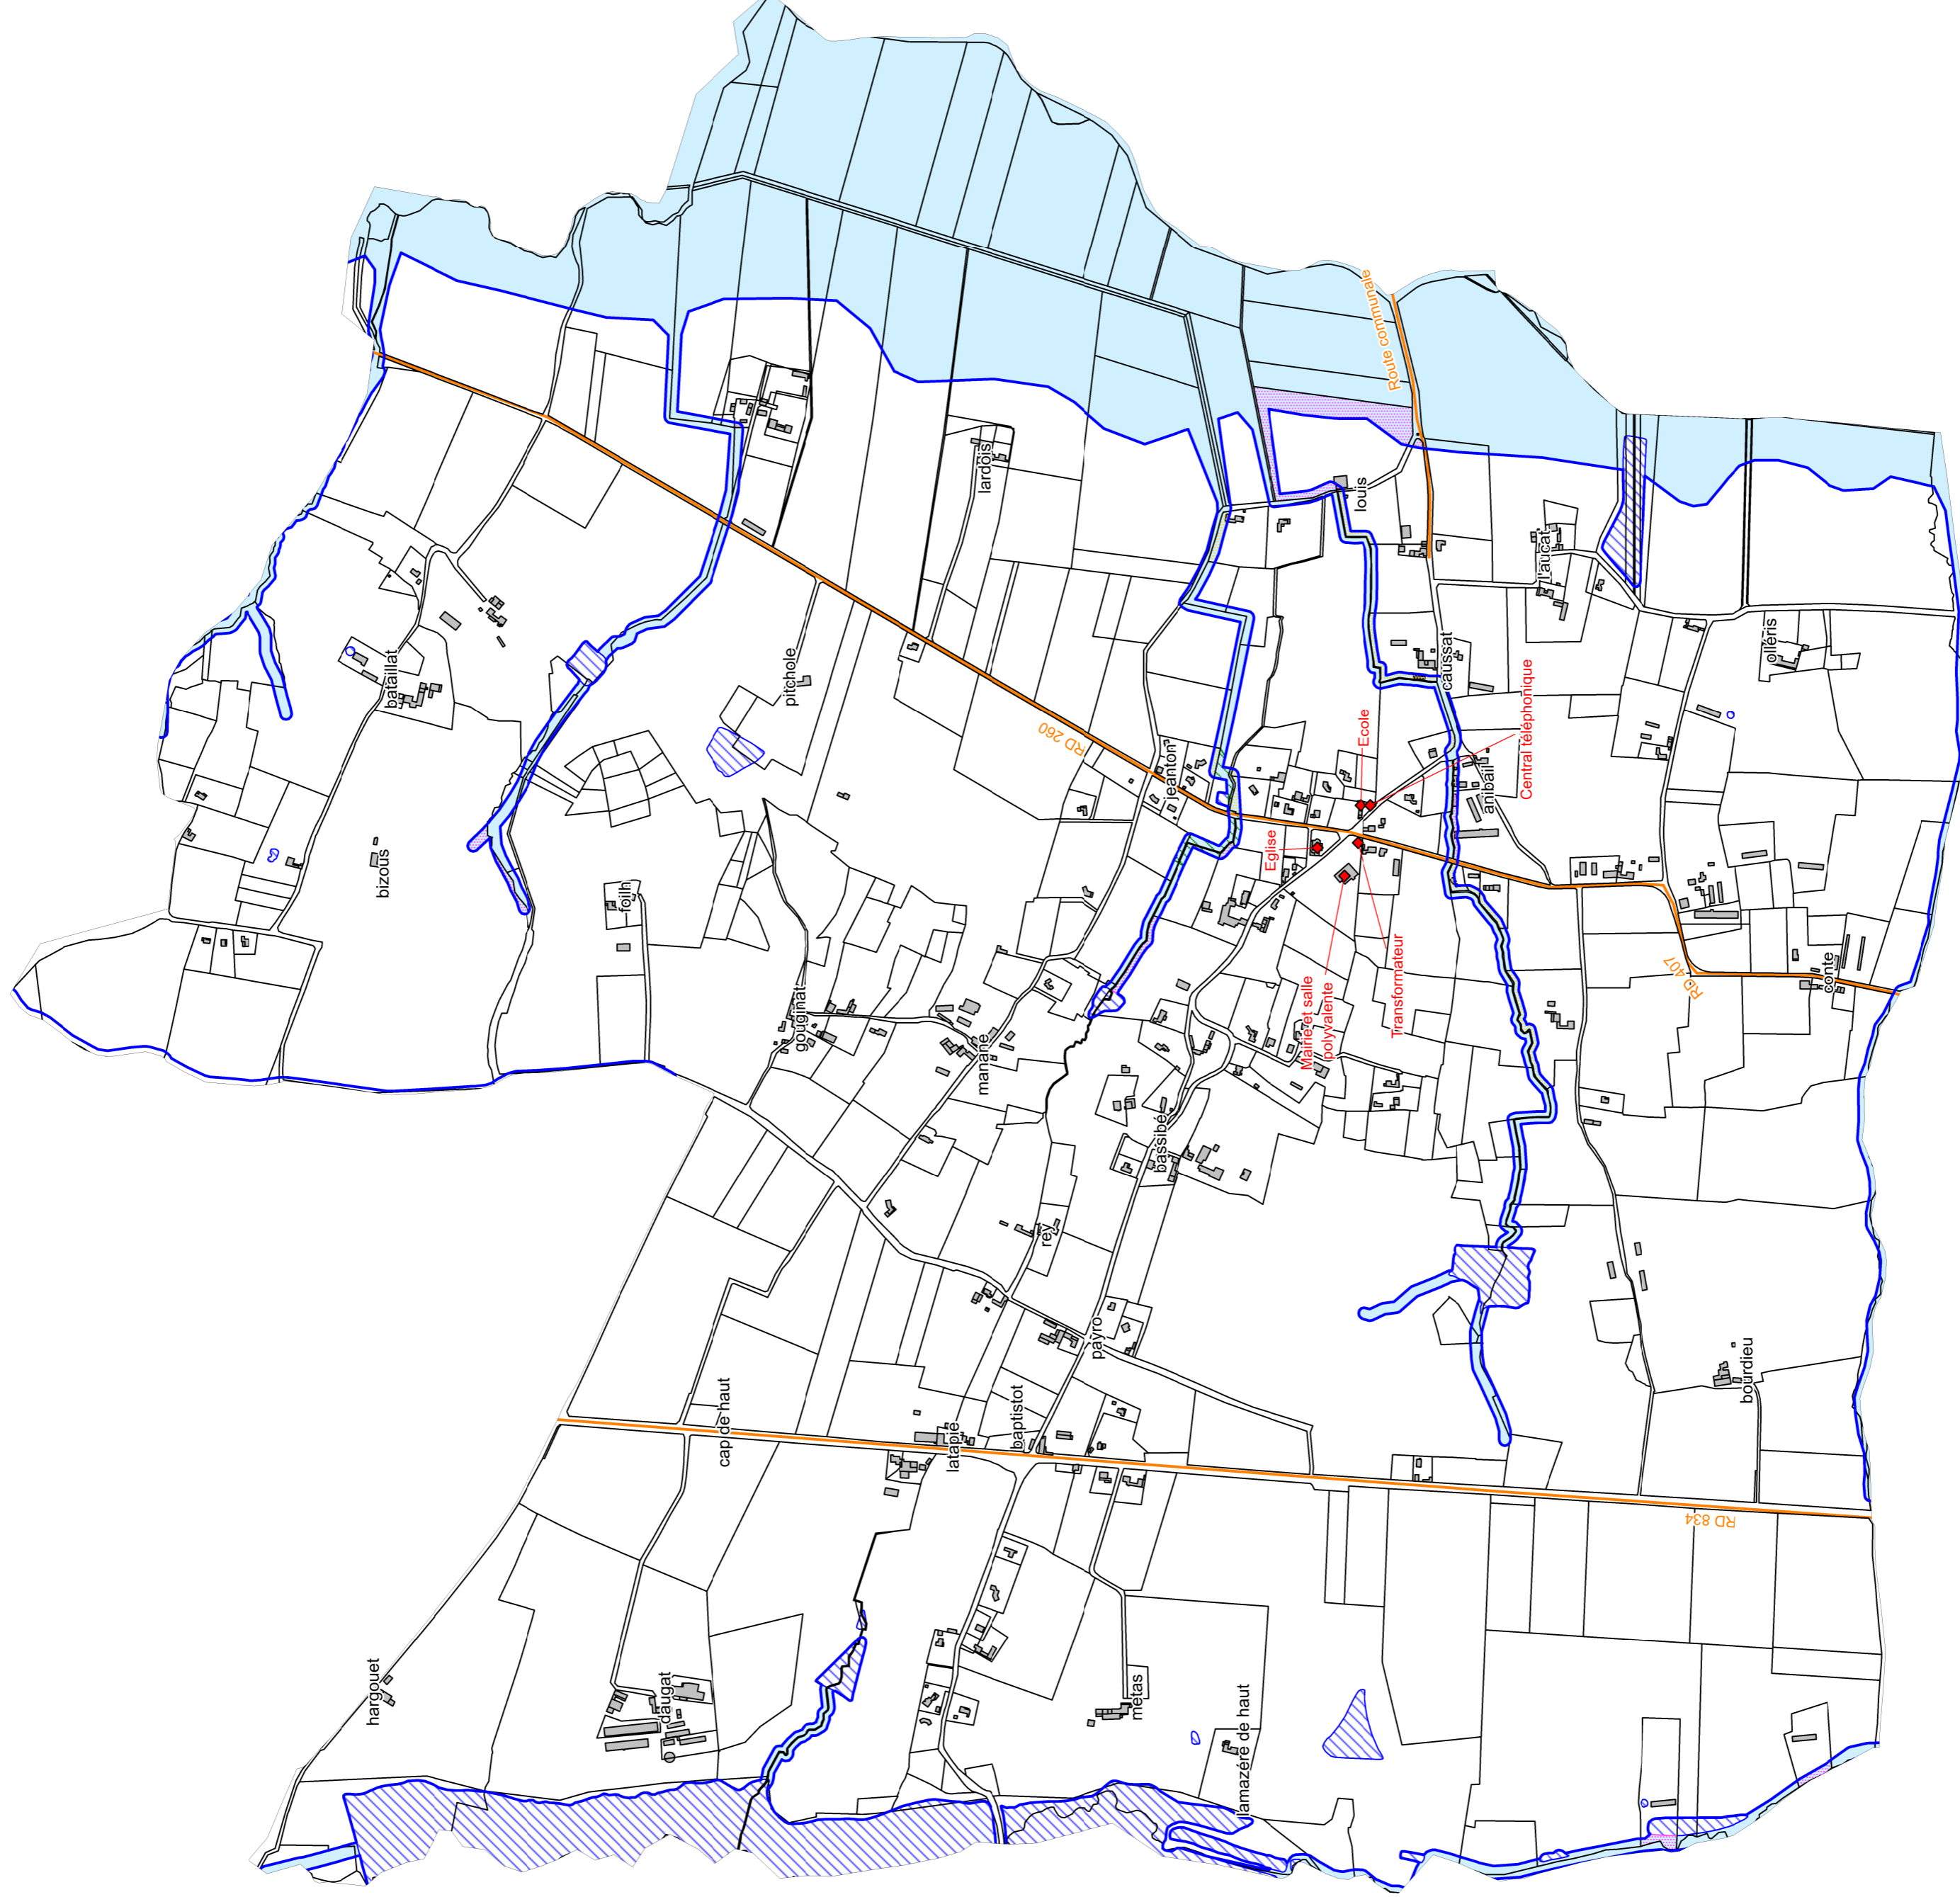 Route communale
lardois
louis
laucat
bataillat
pitchole
caussat
olléris
RD 260
jeanton
Ecole
Central téléphonique
anibail
Eglise
bizous
foilh
Mairie et salle
polyvalente
Transformateur
RD 407
conte
gouginat
manane
bassibé
rey
payro
bourdieu
cap de haut
latapie
baptistot
RD 834
hargouet
daugat
metas
lamazére de haut